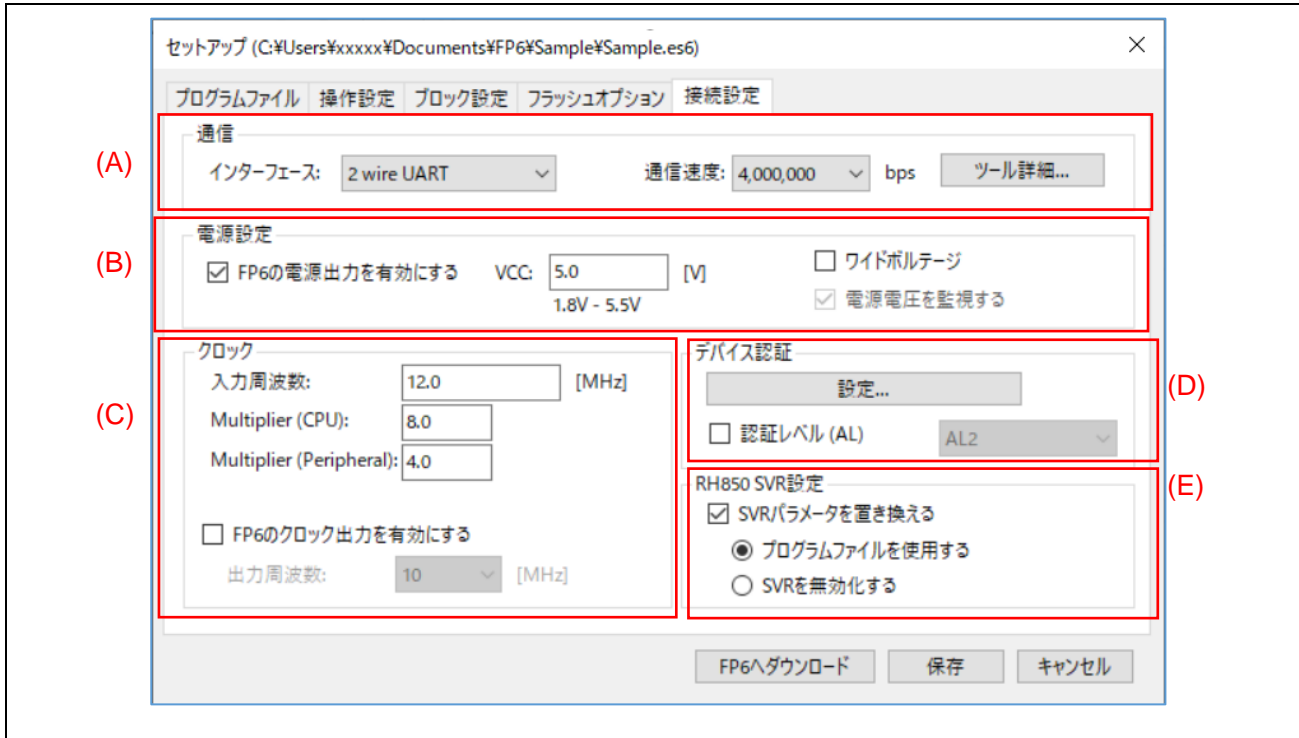 セットアップ (C:¥Users¥xxxxx¥Documents¥FP6¥Sample¥Sample.es6)
プログラムファイル 操作設定 ブロック設定 フラッシュオプション 接続設定
(A)
通信
インターフェース: 2 wire UART 通信速度: 4,000,000 bps ツール詳細...
(B)
電源設定
FP6の電源出力を有効にする VCC: 5.0 [V] ワイドボルテージ
1.8V - 5.5V 電源電圧を監視する
(C)
クロック
入力周波数: 12.0 [MHz]
Multiplier (CPU): 8.0
Multiplier (Peripheral): 4.0
FP6のクロック出力を有効にする
出力周波数: 10 [MHz]
デバイス認証
設定... (D)
認証レベル (AL) AL2
RH850 SVR設定 (E)
SVRパラメータを置き換える
プログラムファイルを使用する
SVRを無効化する
FP6へダウンロード 保存 キャンセル